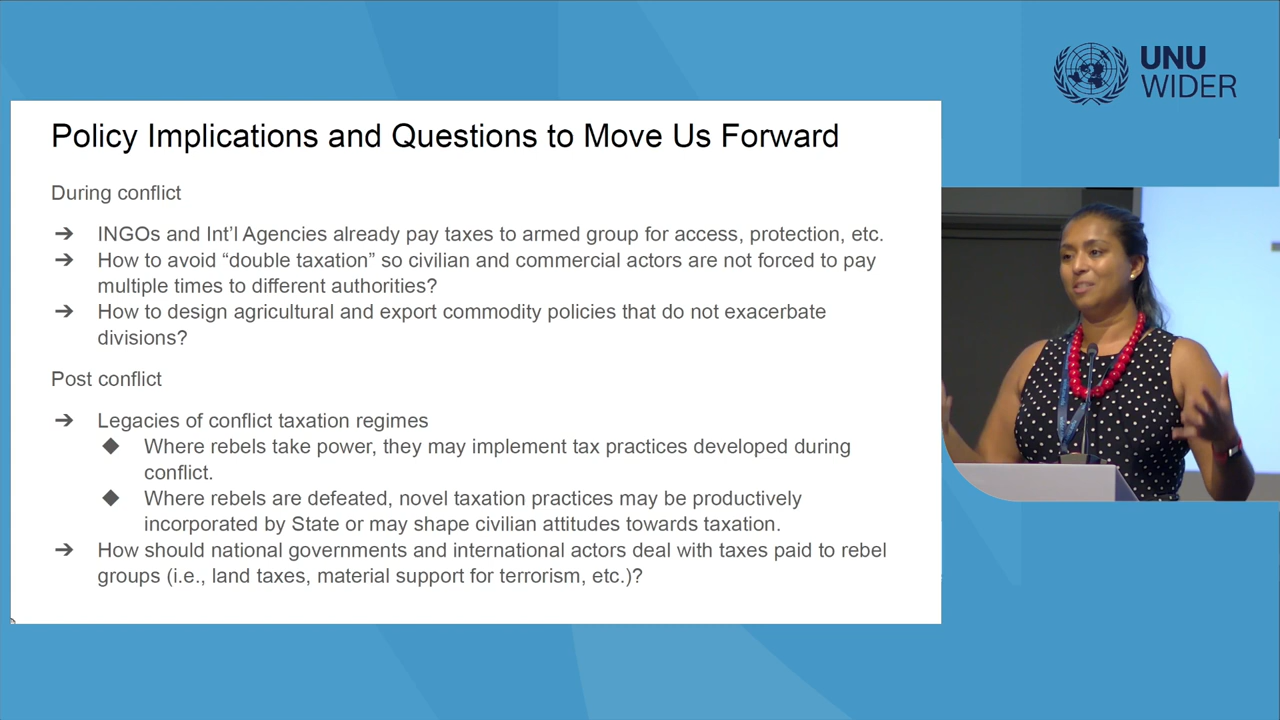 UNU
WIDER
Policy Implications and Questions to Move Us Forward
During conflict
➔ INGOs and Int'l Agencies already pay taxes to armed group for access, protection, etc.
➔ How to avoid “double taxation” so civilian and commercial actors are not forced to pay
multiple times to different authorities?
➔ How to design agricultural and export commodity policies that do not exacerbate
divisions?
Post conflict
➔ Legacies of conflict taxation regimes
◆ Where rebels take power, they may implement tax practices developed during
conflict.
◆ Where rebels are defeated, novel taxation practices may be productively
incorporated by State or may shape civilian attitudes towards taxation.
➔ How should national governments and international actors deal with taxes paid to rebel
groups (i.e., land taxes, material support for terrorism, etc.)?